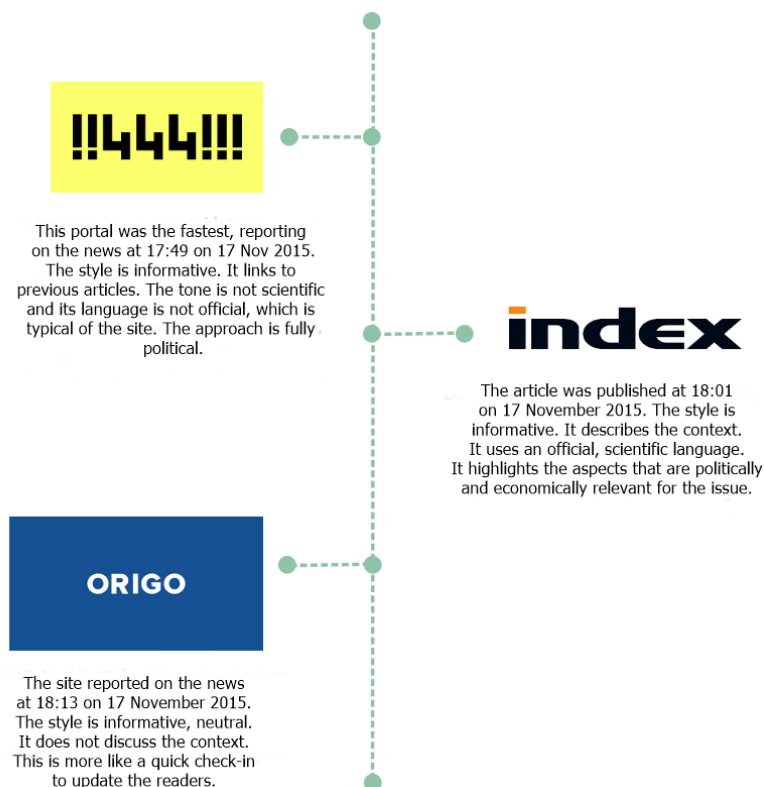 !!444!!!
This portal was the fastest, reporting
on the news at 17:49 on 17 Nov 2015.
The style is informative. It links to
previous articles. The tone is not scientific
and its language is not official, which is
typical of the site. The approach is fully
political.
index
The article was published at 18:01
on 17 November 2015. The style is
informative. It describes the context.
It uses an official, scientific language.
It highlights the aspects that are politically
and economically relevant for the issue.
ORIGO
The site reported on the news
at 18:13 on 17 November 2015.
The style is informative, neutral.
It does not discuss the context.
This is more like a quick check-in
to update the readers.